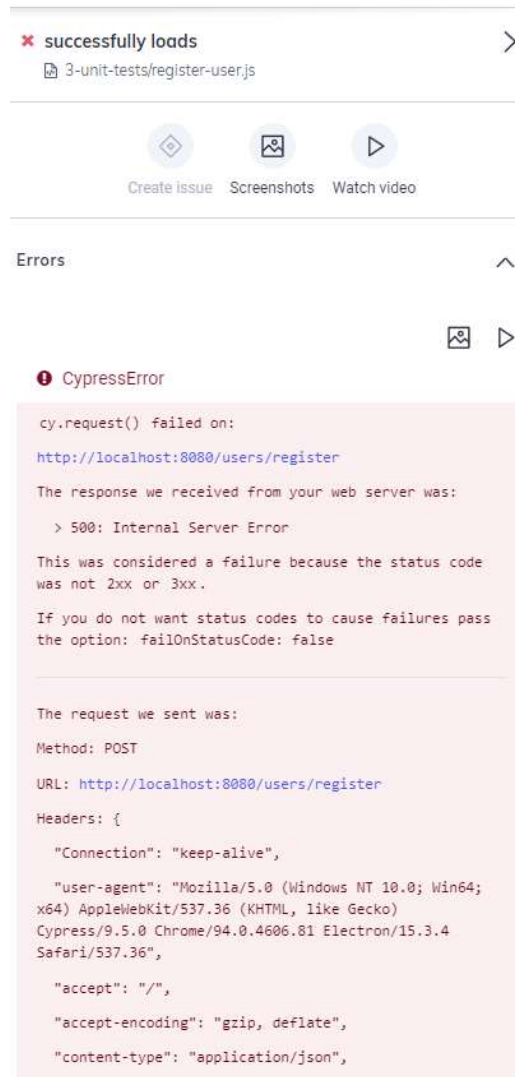 successfully loads
3-unit-tests/register-user.js
Create issue Screenshots Watch video
Errors
CypressError
cy.request() failed on:
http://localhost:8080/users/register
The response we received from your web server was:
> 500: Internal Server Error
This was considered a failure because the status code
was not 2xx or 3xx.
If you do not want status codes to cause failures pass
the option: failOnStatusCode: false
The request we sent was:
Method: POST
URL: http://localhost:8080/users/register
Headers: {
"Connection": "keep-alive",
"user-agent": "Mozilla/5.0 (Windows NT 10.0; Win64;
x64) AppleWebKit/537.36 (KHTML, like Gecko)
Cypress/9.5.0 Chrome/94.0.4606.81 Electron/15.3.4
Safari/537.36",
"accept": "/",
"accept-encoding": "gzip, deflate",
"content-type": "application/json",